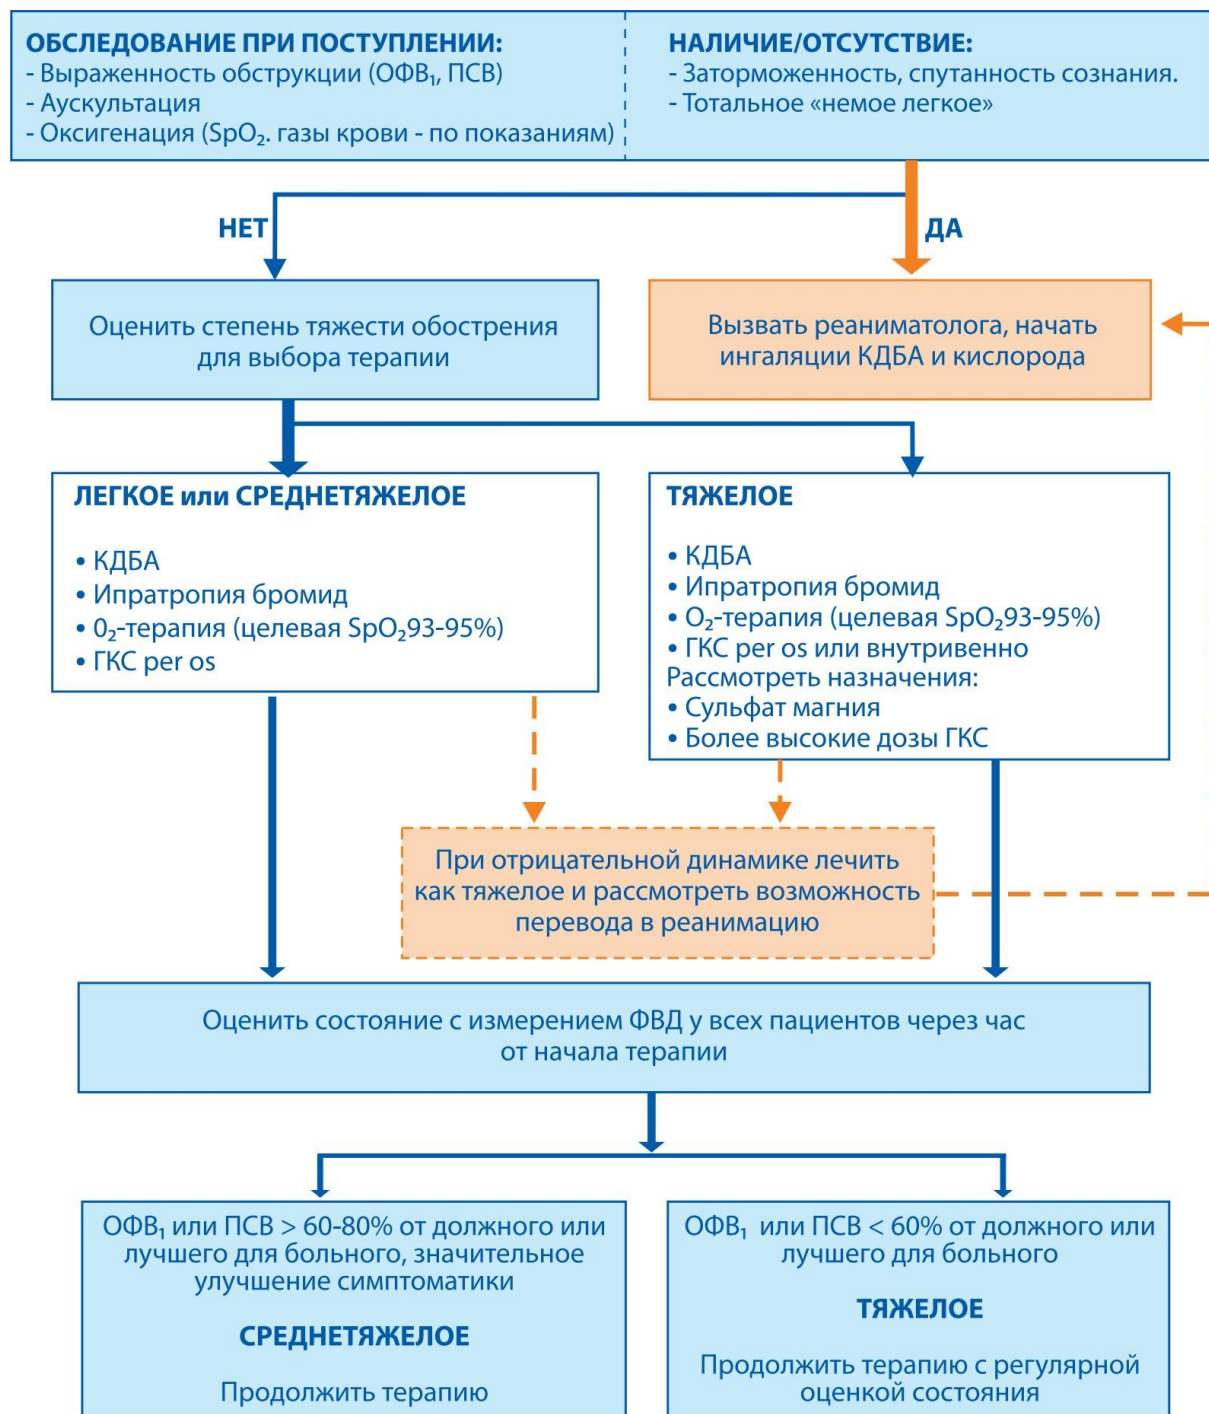 ОБСЛЕДОВАНИЕ ПРИ ПОСТУПЛЕНИИ:
- Выраженность обструкции (ОФВ₁, ПСВ)
- Аускультация
- Оксигенация (SpO₂. газы крови - по показаниям)
НАЛИЧИЕ/ОТСУТСТВИЕ:
- Заторможенность, спутанность сознания.
- Тотальное «немое легкое»
НЕТ
ДА
Оценить степень тяжести обострения
для выбора терапии
Вызвать реаниматолога, начать
ингаляции КДБА и кислорода
ЛЕГКОЕ или СРЕДНЕТЯЖЕЛОЕ
• КДБА
• Ипратропия бромид
• 0₂-терапия (целевая SpO₂93-95%)
• ГКС per os
ТЯЖЕЛОЕ
• КДБА
• Ипратропия бромид
• O₂-терапия (целевая SpO₂93-95%)
• ГКС per os или внутривенно
Рассмотреть назначения:
• Сульфат магния
• Более высокие дозы ГКС
При отрицательной динамике лечить
как тяжелое и рассмотреть возможность
перевода в реанимацию
Оценить состояние с измерением ФВД у всех пациентов через час
от начала терапии
ОФВ₁ или ПСВ > 60-80% от должного или
лучшего для больного, значительное
улучшение симптоматики
СРЕДНЕТЯЖЕЛОЕ
Продолжить терапию
ОФВ₁ или ПСВ < 60% от должного или
лучшего для больного
ТЯЖЕЛОЕ
Продолжить терапию с регулярной
оценкой состояния